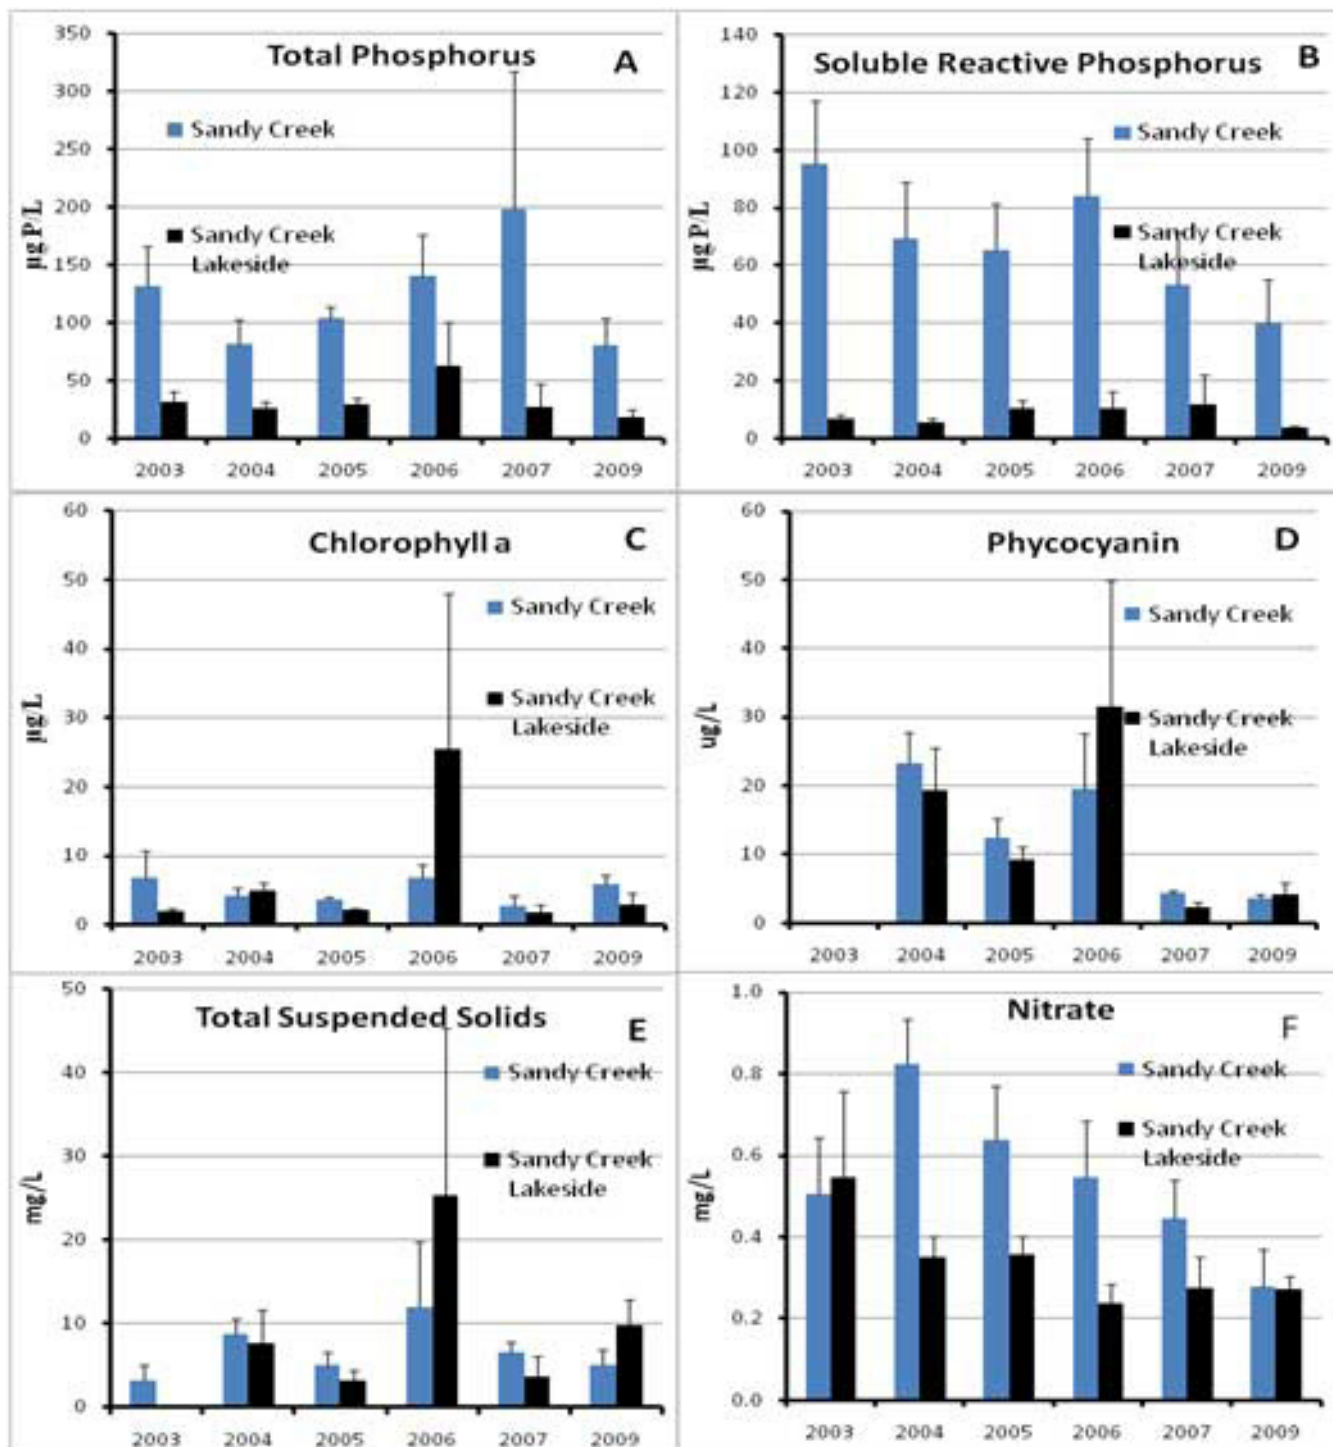 Total Phosphorus
A
350
300
250
200
150
100
50
0
µg P/L
Sandy Creek
Sandy Creek
Lakeside
2003 2004 2005 2006 2007 2009
Soluble Reactive Phosphorus
B
140
120
100
80
60
40
20
0
µg P/L
Sandy Creek
Sandy Creek
Lakeside
2003 2004 2005 2006 2007 2009
Chlorophyll a
C
60
50
40
30
20
10
0
µg/L
Sandy Creek
Sandy Creek
Lakeside
2003 2004 2005 2006 2007 2009
Phycocyanin
D
60
50
40
30
20
10
0
ug/L
Sandy Creek
Sandy Creek
Lakeside
2003 2004 2005 2006 2007 2009
Total Suspended Solids
E
50
40
30
20
10
0
mg/L
Sandy Creek
Sandy Creek
Lakeside
2003 2004 2005 2006 2007 2009
Nitrate
F
1.0
0.8
0.6
0.4
0.2
0.0
mg/L
Sandy Creek
Sandy Creek
Lakeside
2003 2004 2005 2006 2007 2009